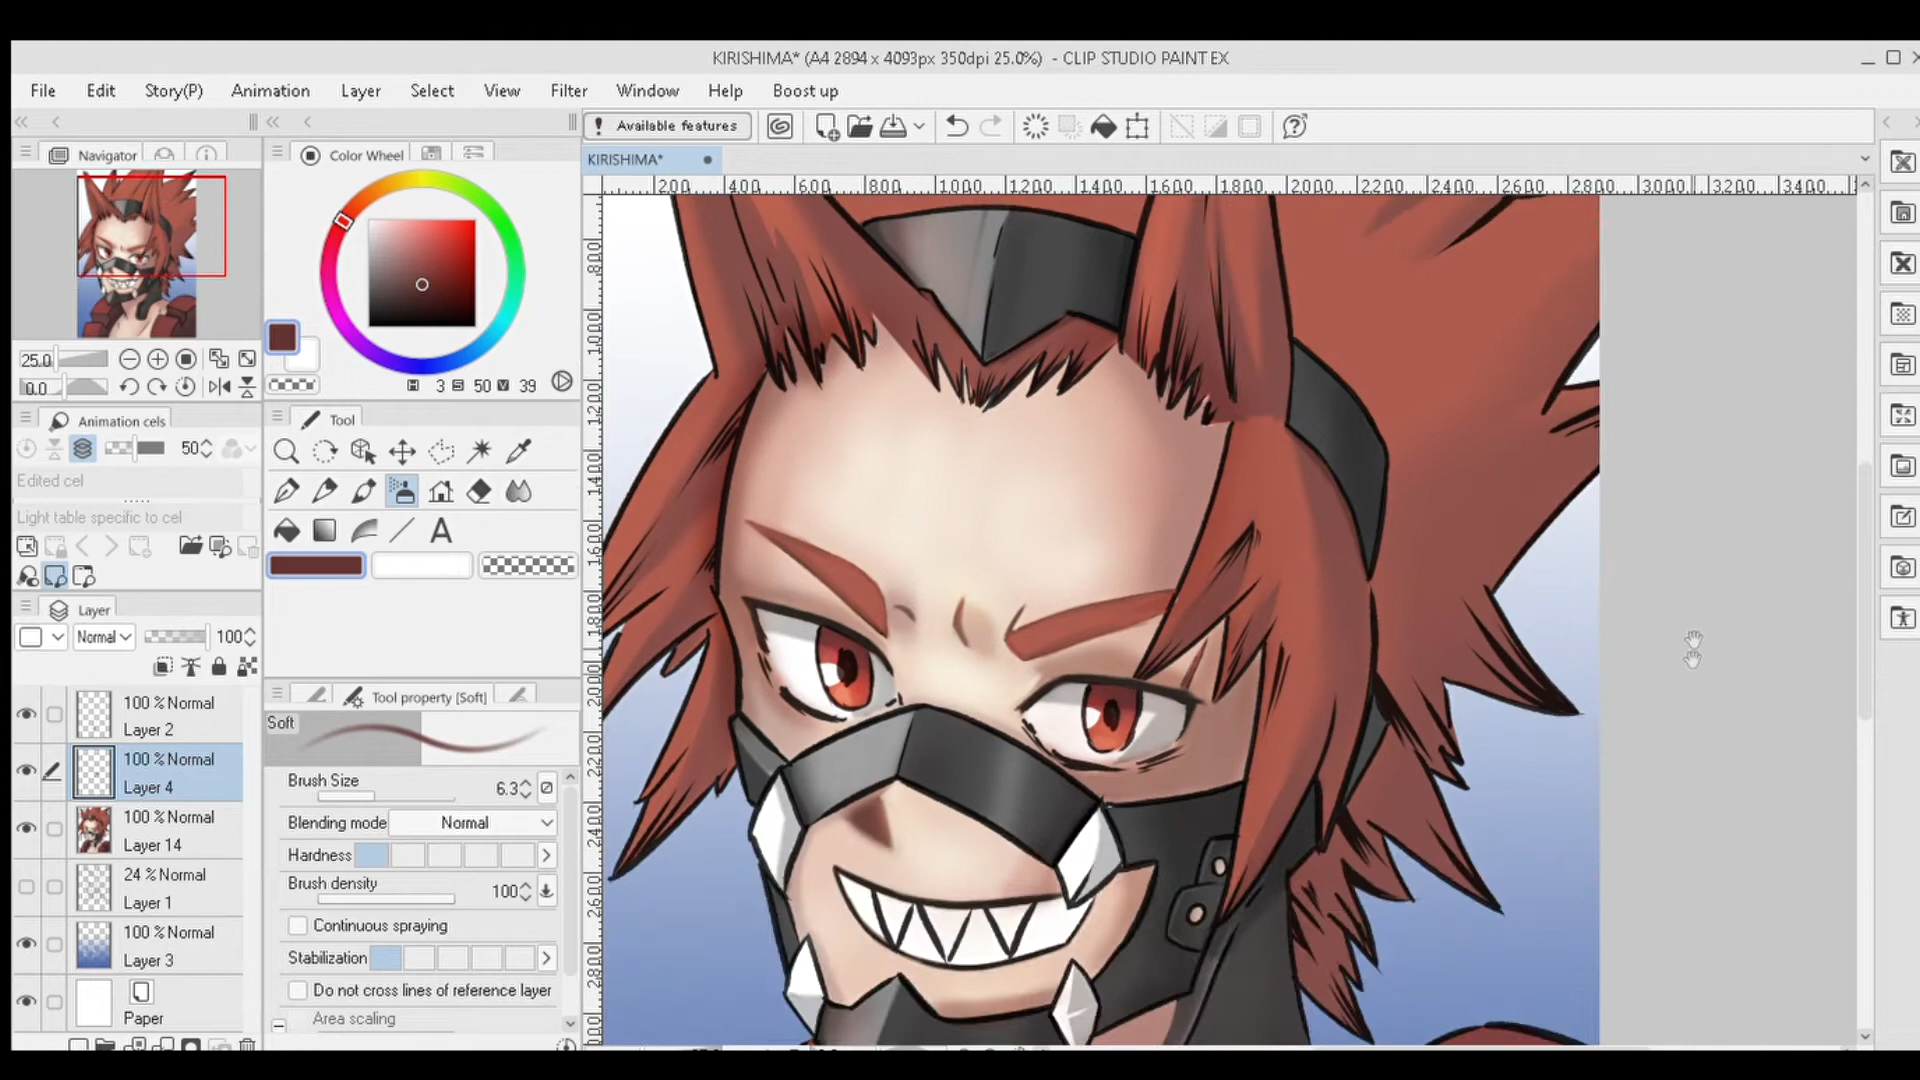 KIRISHIMA* (A4 2894 x 4093px 350dpi 25.0%) - CLIP STUDIO PAINT EX
File Edit Story(P) Animation Layer Select View Filter Window Help Boost up
! Available features
Navigator
Color Wheel
KIRISHIMA*
200 400 600 800 1000 1200 1400 1600 1800 2000 2200 2400 2600 2800 3000 3200 3400
800
1000
1200
1400
1600
1800
2000
2200
2400
2600
2800
25.0
0.0
H 3 S 50 V 39
Animation cels
50
Edited cel
Light table specific to cel
Tool
A
Layer
Normal 100
100 % Normal
Layer 2
100 % Normal
Layer 4
100 % Normal
Layer 14
24 % Normal
Layer 1
100 % Normal
Layer 3
Paper
Tool property [Soft]
Soft
Brush Size 6.3
Blending mode Normal
Hardness
Brush density 100
Continuous spraying
Stabilization
Do not cross lines of reference layer
Area scaling